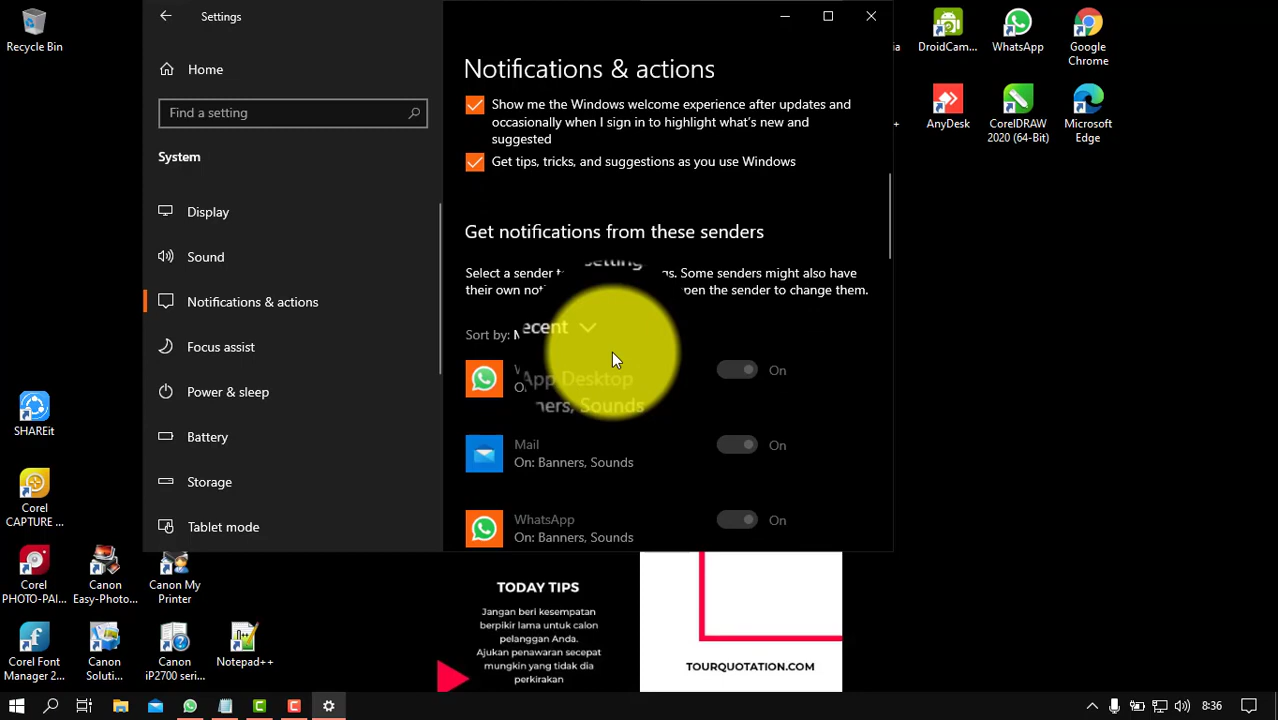 Recycle Bin
Settings
Home
Find a setting
System
Display
Sound
Notifications & actions
Focus assist
Power & sleep
Battery
Storage
Tablet mode
Notifications & actions
Show me the Windows welcome experience after updates and
occasionally when I sign in to highlight what's new and
suggested
Get tips, tricks, and suggestions as you use Windows
Get notifications from these senders
Select a sender
Some senders might also have
their own
the sender to change them.
Sort by:
App Desktop
Sounds
On
Mail
On: Banners, Sounds
On
WhatsApp
On: Banners, Sounds
On
DroidCam...
WhatsApp
Google
Chrome
AnyDesk
CorelDRAW
2020 (64-Bit)
Microsoft
Edge
SHAREit
Corel
CAPTURE ...
Corel
PHOTO-PAI...
Canon
Easy-Photo...
Canon My
Printer
Corel Font
Manager 2...
Canon
Soluti...
Canon
iP2700 seri...
Notepad++
TODAY TIPS
Jangan beri kesempatan
berpikir lama untuk calon
pelanggan Anda.
Ajukan penawaran secepat
mungkin yang tidak dia
perkirakan
TOURQUOTATION.COM
8:36